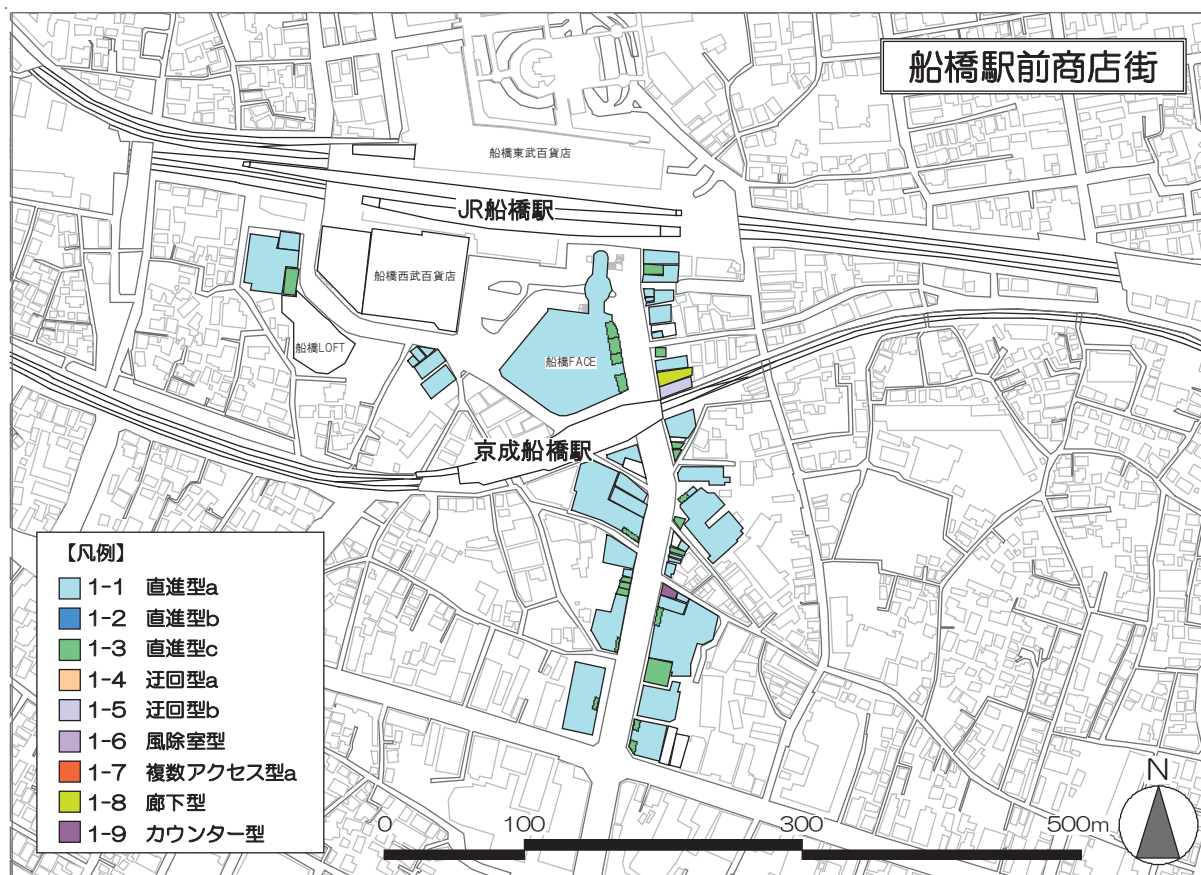 船橋駅前商店街
船橋東武百貨店
JR船橋駅
船橋西武百貨店
船橋LOFT
船橋FACE
京成船橋駅
【凡例】
1-1 直進型a
1-2 直進型b
1-3 直進型c
1-4 迂回型a
1-5 迂回型b
1-6 風除室型
1-7 複数アクセス型a
1-8 廊下型
1-9 カウンター型
0 100 300 500m
N